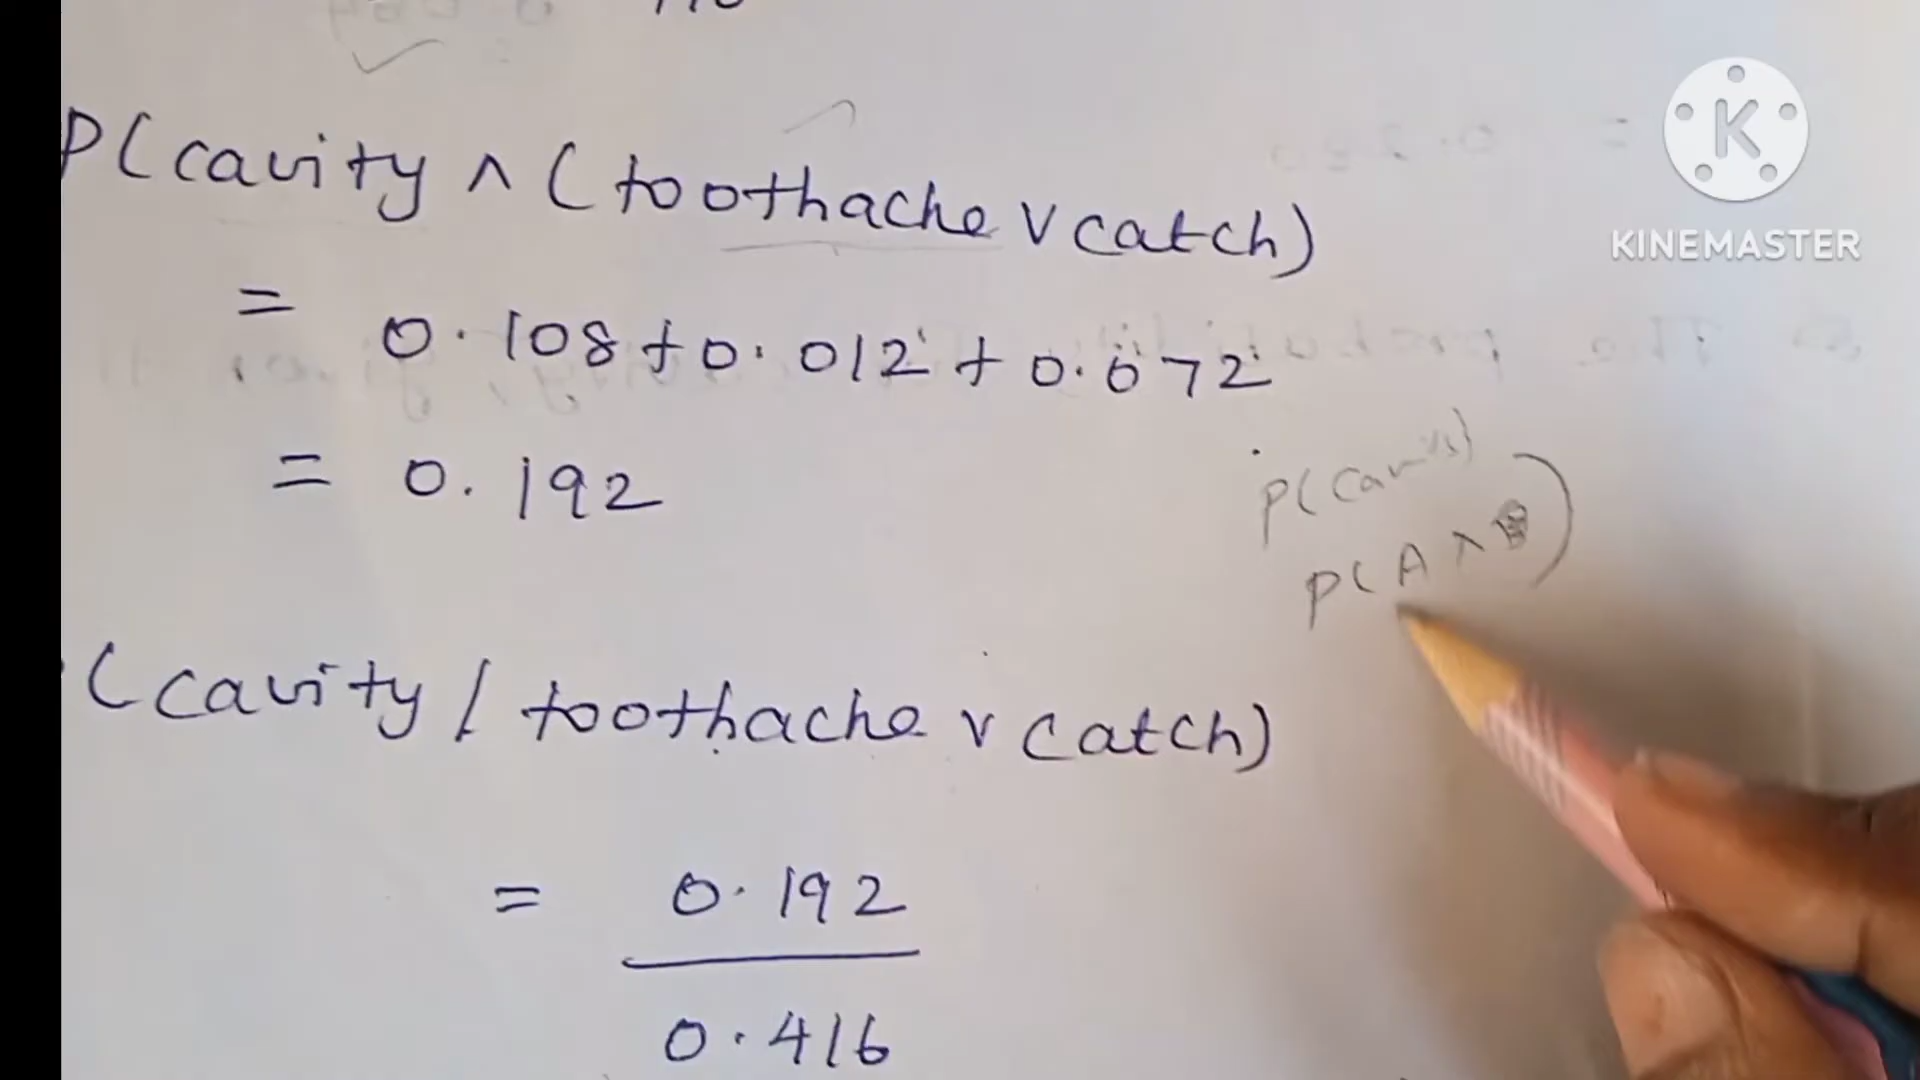 P(cavity ∧ (toothache ∨ catch)
= 0.108 + 0.012 + 0.072
= 0.192
P(
P(A ∧ B)
(cavity / toothache ∨ catch)
= 0.192
0.416
KINEMASTER